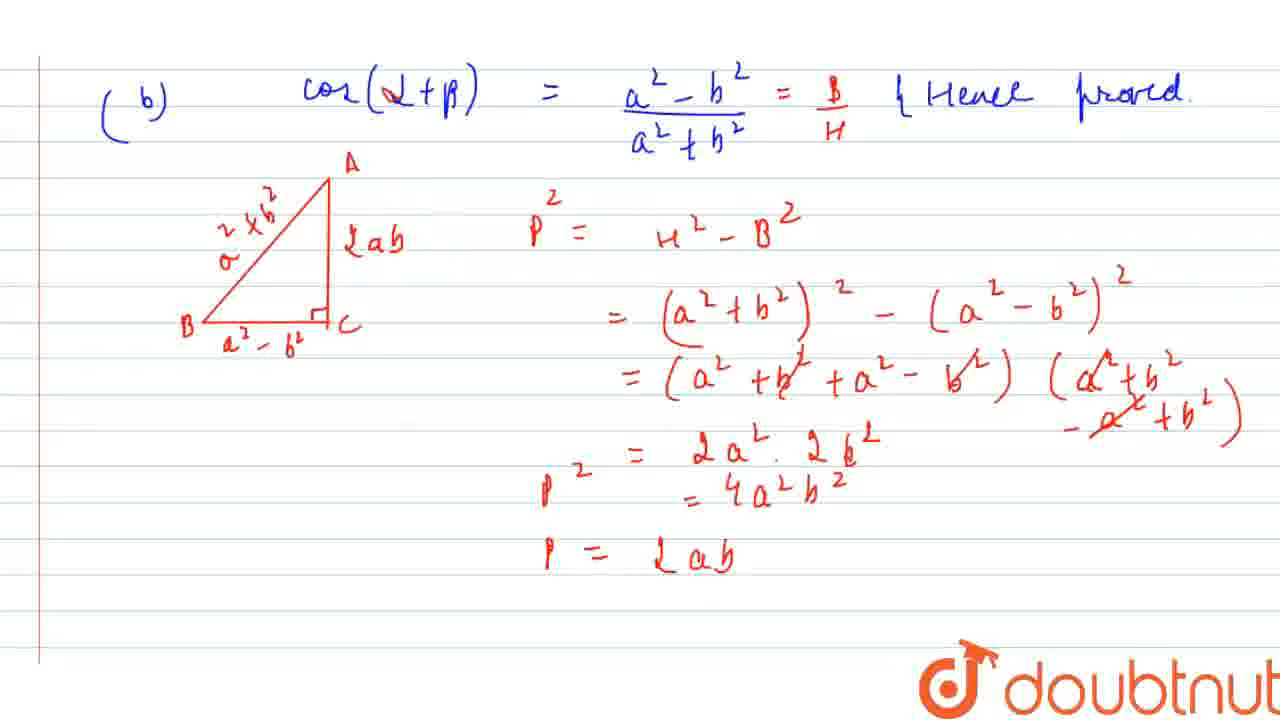 (b) cos(α+β) = a² - b² / a² + b² = B/H { Hence proved.
A
a² + b²
2ab
B
a² - b²
C
P² = H² - B²
= (a² + b²)² - (a² - b²)²
= (a² + b² + a² - b²) (a² + b²
- a² + b²)
= 2a² . 2b²
P² = 4a²b²
P = 2ab
doubtnut